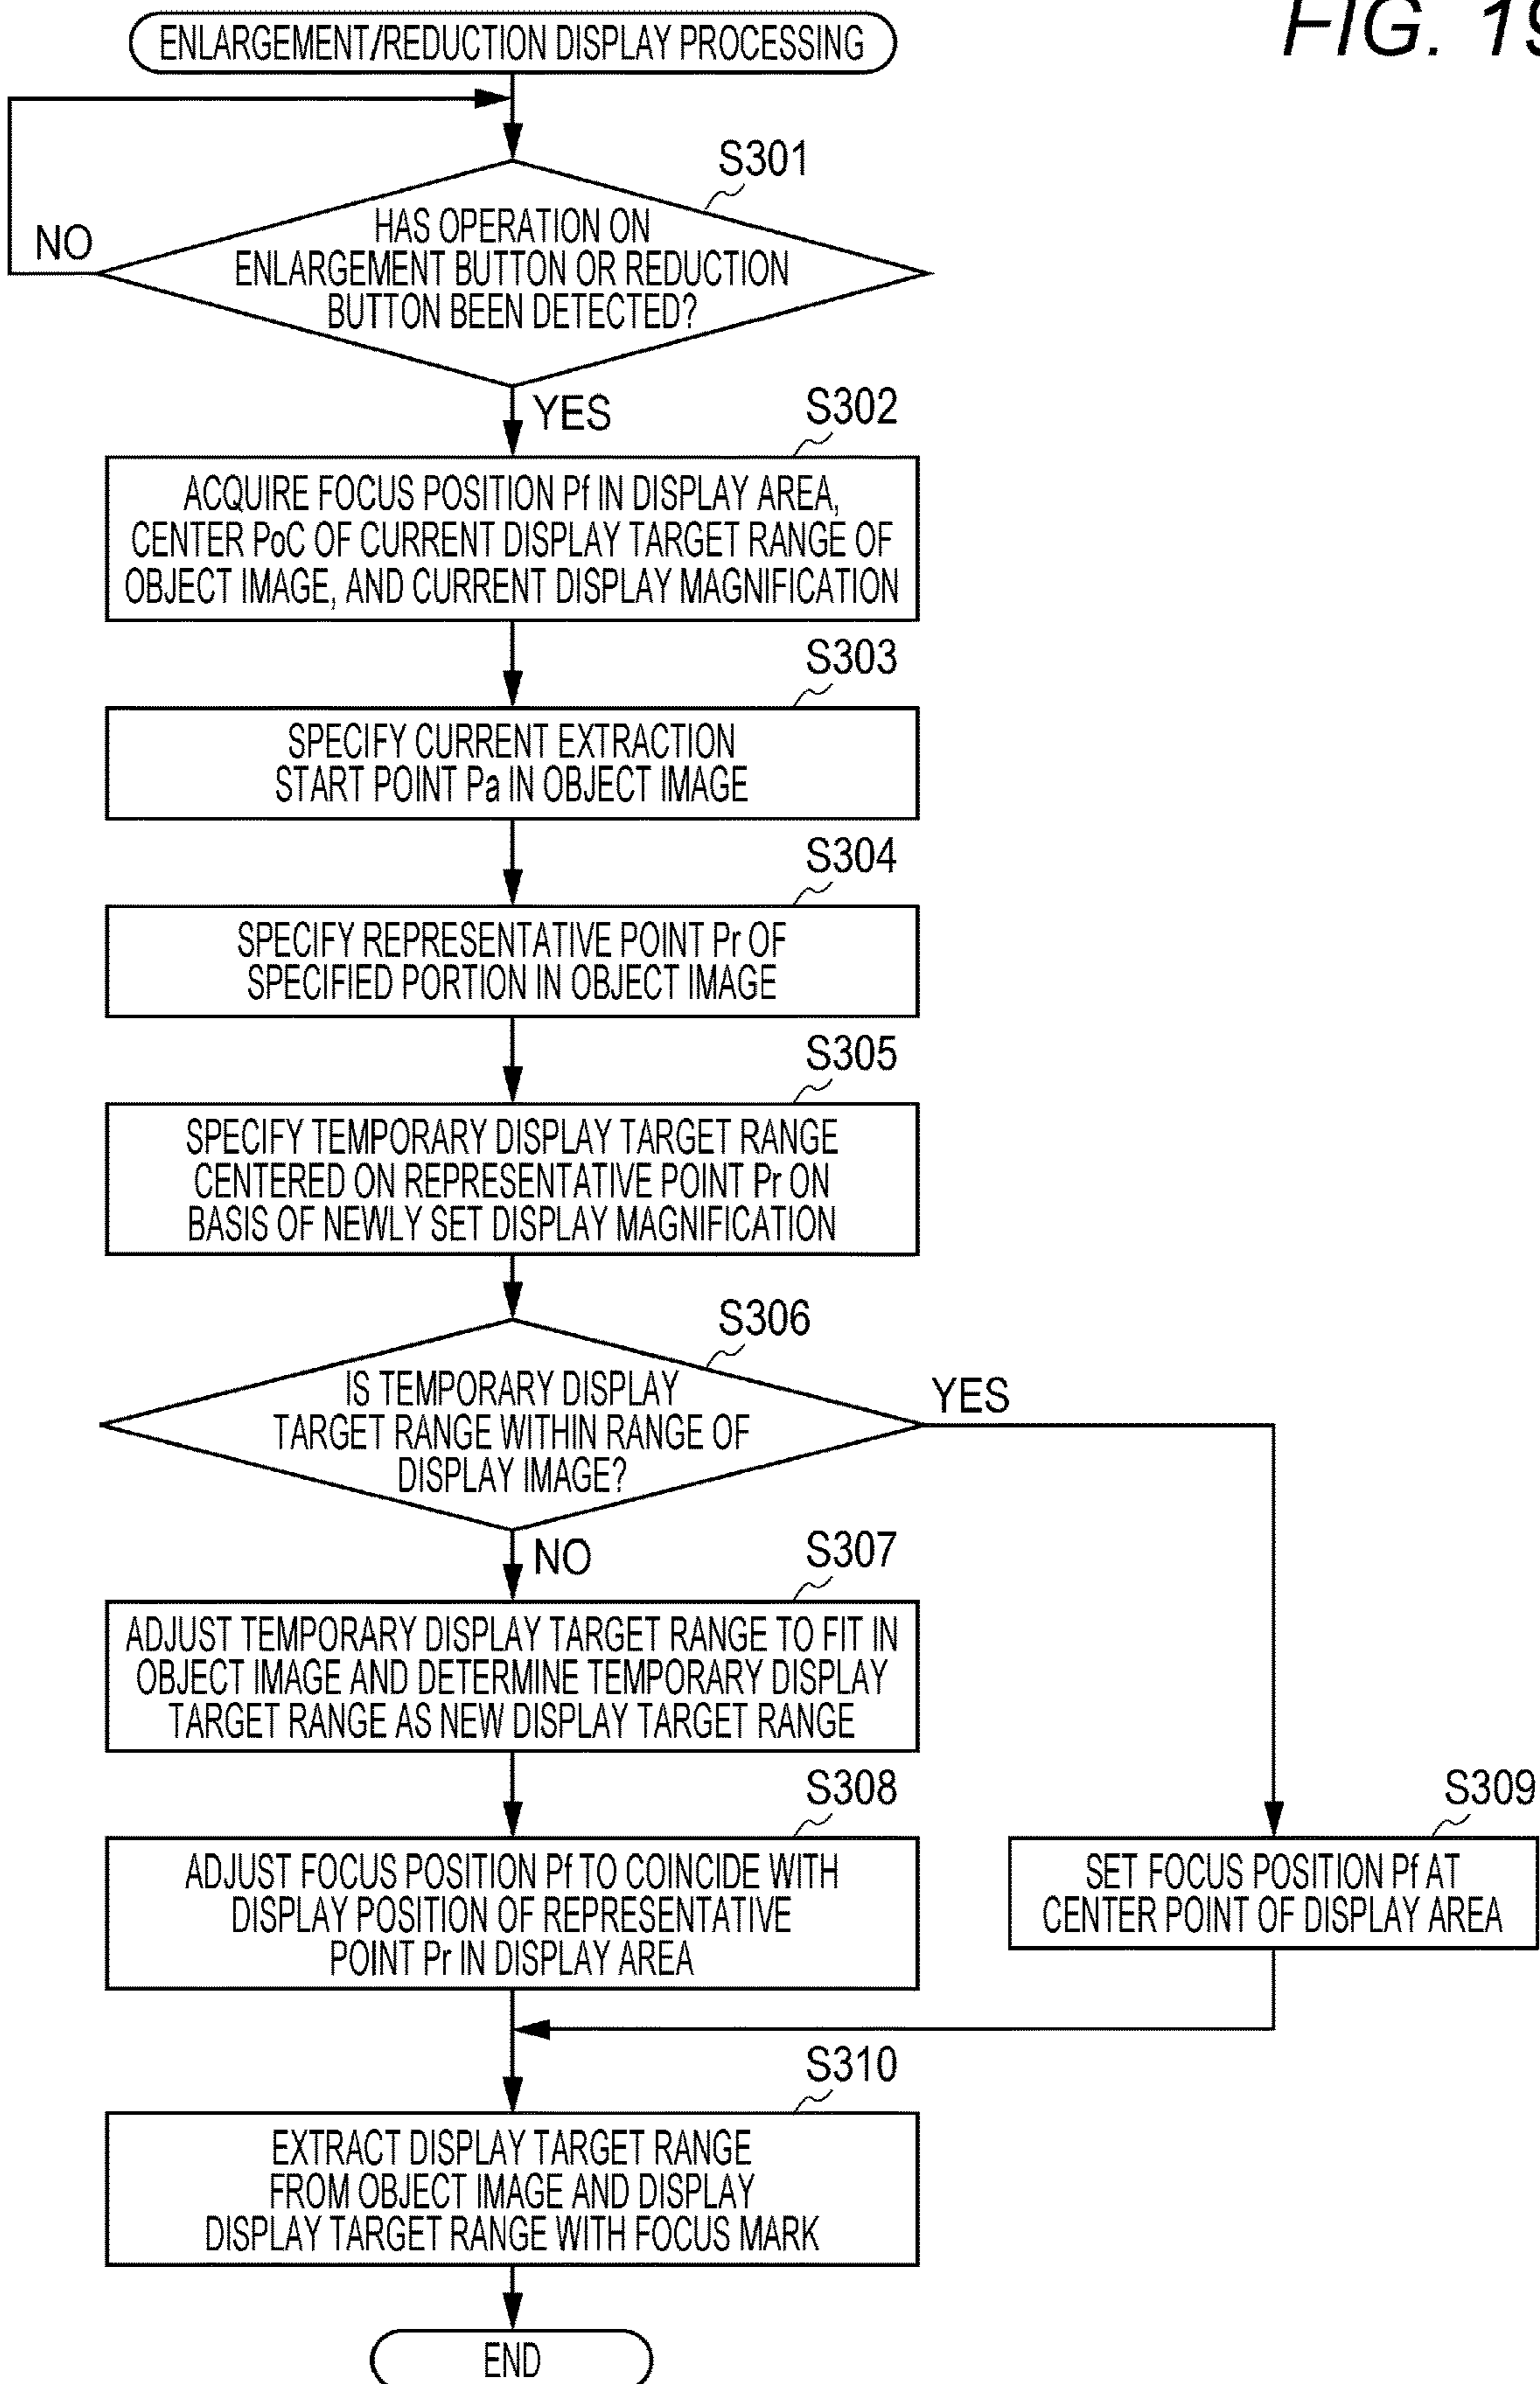 FIG. 19
ENLARGEMENT/REDUCTION DISPLAY PROCESSING
S301
HAS OPERATION ON
ENLARGEMENT BUTTON OR REDUCTION
BUTTON BEEN DETECTED?
NO
YES
S302
ACQUIRE FOCUS POSITION Pf IN DISPLAY AREA,
CENTER PoC OF CURRENT DISPLAY TARGET RANGE OF
OBJECT IMAGE, AND CURRENT DISPLAY MAGNIFICATION
S303
SPECIFY CURRENT EXTRACTION
START POINT Pa IN OBJECT IMAGE
S304
SPECIFY REPRESENTATIVE POINT Pr OF
SPECIFIED PORTION IN OBJECT IMAGE
S305
SPECIFY TEMPORARY DISPLAY TARGET RANGE
CENTERED ON REPRESENTATIVE POINT Pr ON
BASIS OF NEWLY SET DISPLAY MAGNIFICATION
S306
IS TEMPORARY DISPLAY
TARGET RANGE WITHIN RANGE OF
DISPLAY IMAGE?
YES
NO
S307
ADJUST TEMPORARY DISPLAY TARGET RANGE TO FIT IN
OBJECT IMAGE AND DETERMINE TEMPORARY DISPLAY
TARGET RANGE AS NEW DISPLAY TARGET RANGE
S308
ADJUST FOCUS POSITION Pf TO COINCIDE WITH
DISPLAY POSITION OF REPRESENTATIVE
POINT Pr IN DISPLAY AREA
S309
SET FOCUS POSITION Pf AT
CENTER POINT OF DISPLAY AREA
S310
EXTRACT DISPLAY TARGET RANGE
FROM OBJECT IMAGE AND DISPLAY
DISPLAY TARGET RANGE WITH FOCUS MARK
END